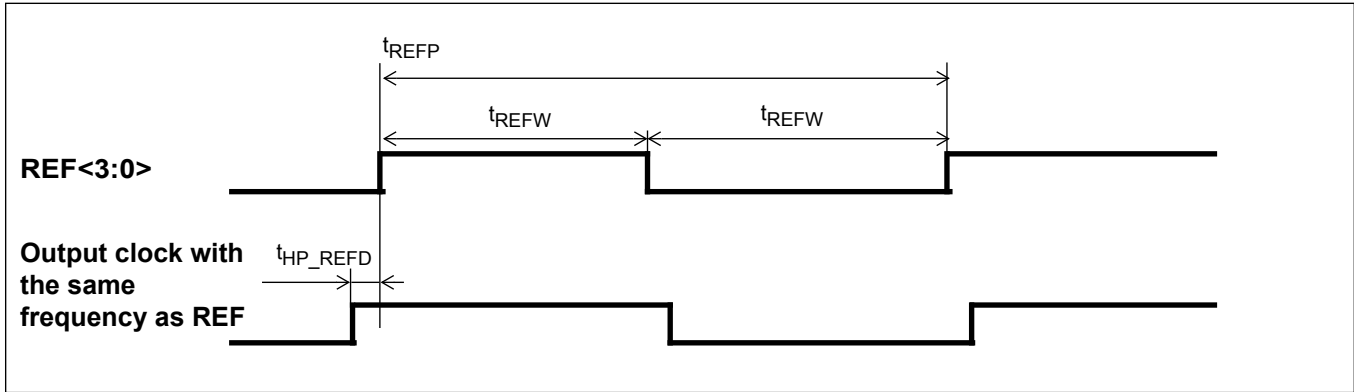 tREFP
tREFW
tREFW
REF<3:0>
Output clock with
the same
frequency as REF
tHP_REFD